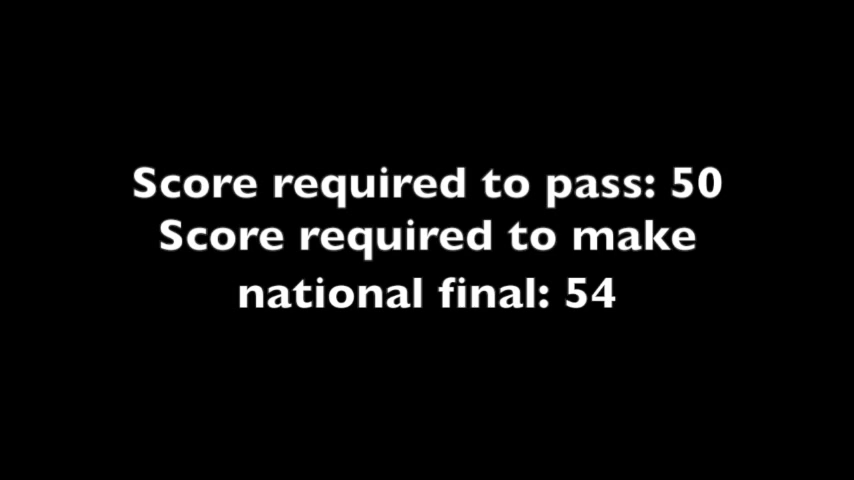 Score required to pass: 50
Score required to make
national final: 54